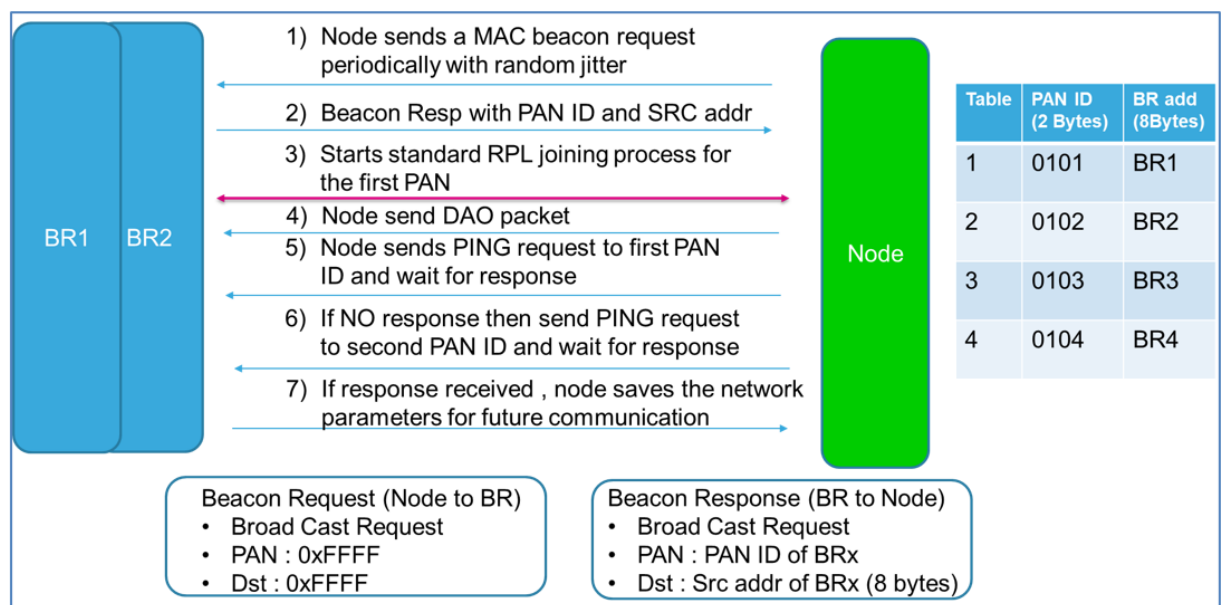 1) Node sends a MAC beacon request
periodically with random jitter
2) Beacon Resp with PAN ID and SRC addr
3) Starts standard RPL joining process for
the first PAN
4) Node send DAO packet
5) Node sends PING request to first PAN
ID and wait for response
6) If NO response then send PING request
to second PAN ID and wait for response
7) If response received , node saves the network
parameters for future communication
BR1 BR2
Node
Table PAN ID BR add
(2 Bytes) (8Bytes)
1 0101 BR1
2 0102 BR2
3 0103 BR3
4 0104 BR4
Beacon Request (Node to BR)
• Broad Cast Request
• PAN : 0xFFFF
• Dst : 0xFFFF
Beacon Response (BR to Node)
• Broad Cast Request
• PAN : PAN ID of BRx
• Dst : Src addr of BRx (8 bytes)